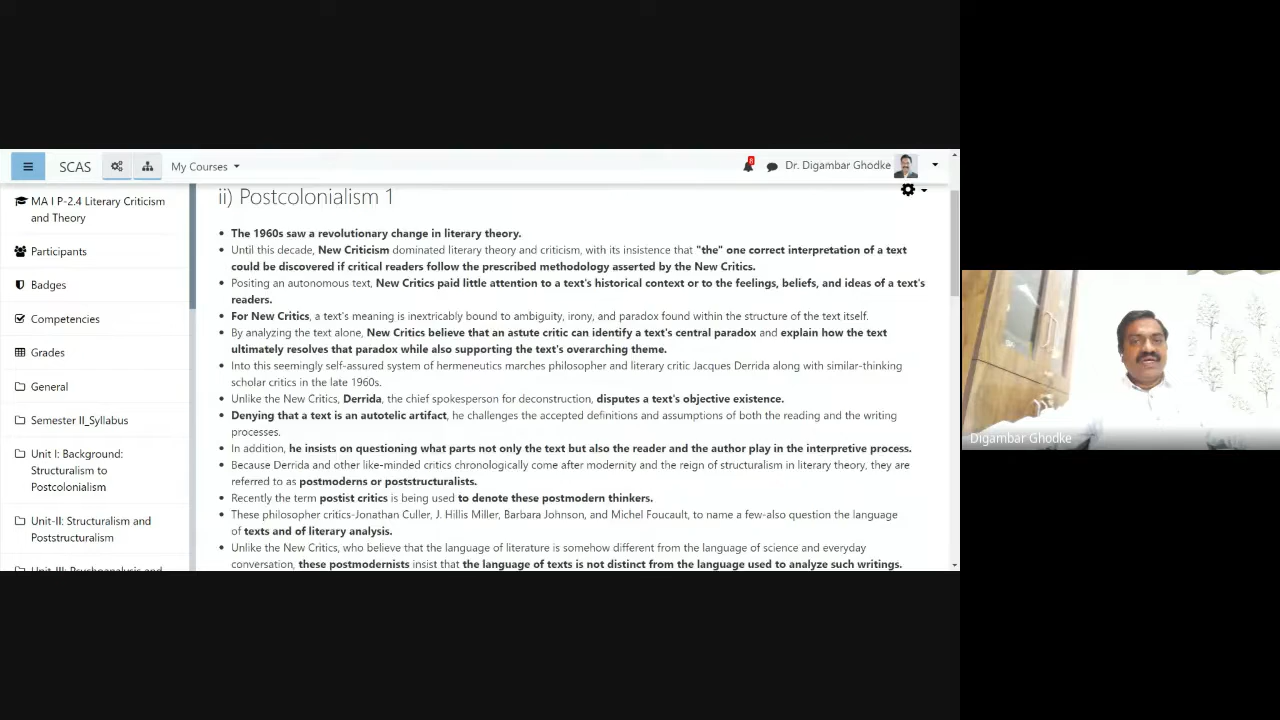 SCAS
My Courses
8
Dr. Digambar Ghodke
MA I P-2.4 Literary Criticism
and Theory
Participants
Badges
Competencies
Grades
General
Semester II_Syllabus
Unit I: Background:
Structuralism to
Postcolonialism
Unit-II: Structuralism and
Poststructuralism
Unit-III: Psychoanalysis and
ii) Postcolonialism 1
• The 1960s saw a revolutionary change in literary theory.
• Until this decade, New Criticism dominated literary theory and criticism, with its insistence that "the" one correct interpretation of a text
could be discovered if critical readers follow the prescribed methodology asserted by the New Critics.
• Positing an autonomous text, New Critics paid little attention to a text's historical context or to the feelings, beliefs, and ideas of a text's
readers.
• For New Critics, a text's meaning is inextricably bound to ambiguity, irony, and paradox found within the structure of the text itself.
• By analyzing the text alone, New Critics believe that an astute critic can identify a text's central paradox and explain how the text
ultimately resolves that paradox while also supporting the text's overarching theme.
• Into this seemingly self-assured system of hermeneutics marches philosopher and literary critic Jacques Derrida along with similar-thinking
scholar critics in the late 1960s.
• Unlike the New Critics, Derrida, the chief spokesperson for deconstruction, disputes a text's objective existence.
• Denying that a text is an autotelic artifact, he challenges the accepted definitions and assumptions of both the reading and the writing
processes.
• In addition, he insists on questioning what parts not only the text but also the reader and the author play in the interpretive process.
• Because Derrida and other like-minded critics chronologically come after modernity and the reign of structuralism in literary theory, they are
referred to as postmoderns or poststructuralists.
• Recently the term postist critics is being used to denote these postmodern thinkers.
• These philosopher critics-Jonathan Culler, J. Hillis Miller, Barbara Johnson, and Michel Foucault, to name a few-also question the language
of texts and of literary analysis.
• Unlike the New Critics, who believe that the language of literature is somehow different from the language of science and everyday
conversation, these postmodernists insist that the language of texts is not distinct from the language used to analyze such writings.
Digambar Ghodke